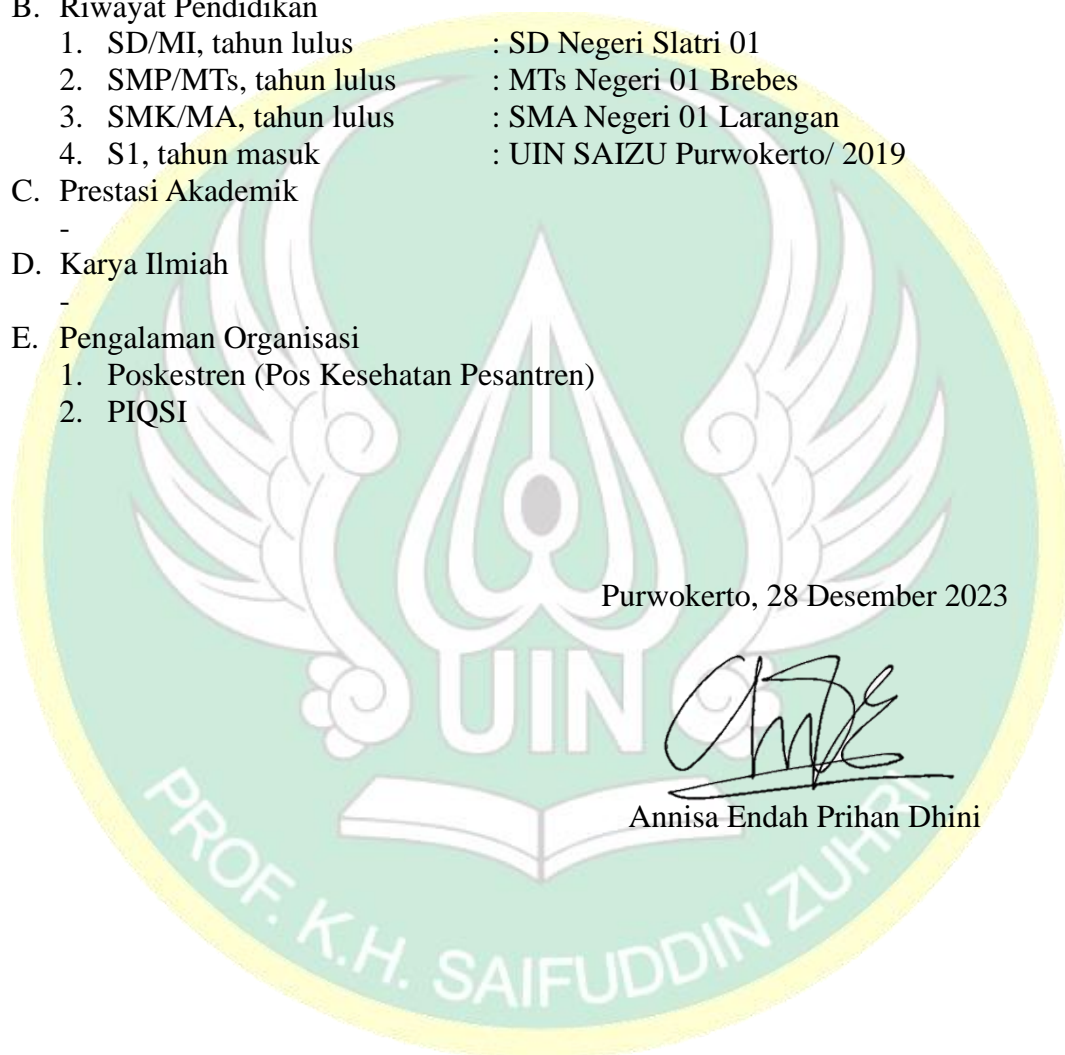 B. Riwayat Pendidikan
1. SD/MI, tahun lulus : SD Negeri Slatri 01
2. SMP/MTs, tahun lulus : MTs Negeri 01 Brebes
3. SMK/MA, tahun lulus : SMA Negeri 01 Larangan
4. S1, tahun masuk : UIN SAIZU Purwokerto/ 2019
C. Prestasi Akademik
-
D. Karya Ilmiah
-
E. Pengalaman Organisasi
1. Poskestren (Pos Kesehatan Pesantren)
2. PIQSI
Purwokerto, 28 Desember 2023
UIN
Annisa Endah Prihan Dhini
PROF. K.H. SAIFUDDIN ZUHRI